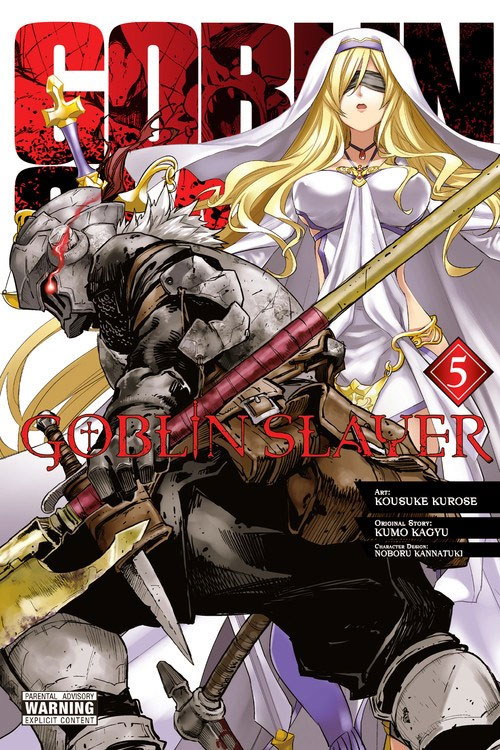 GOBLIN
5
GOBLIN SLAYER
ART:
KOUSUKE KUROSE
ORIGINAL STORY:
KUMO KAGYU
CHARACTER DESIGN:
NOBORU KANNATUKI
PARENTAL ADVISORY
WARNING
EXPLICIT CONTENT